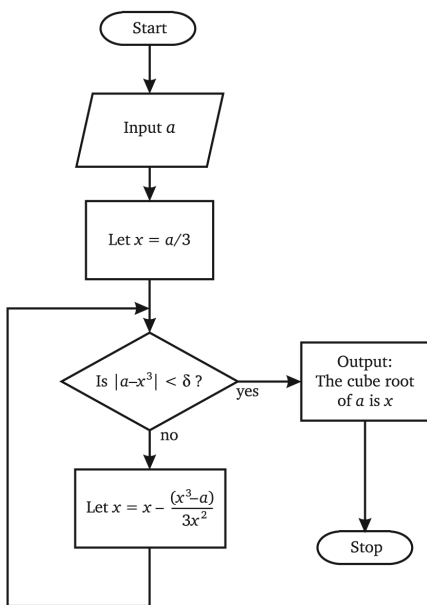 Start
Input a
Let x = a/3
Is |a–x³| < δ ?
yes
Output:
The cube root
of a is x
no
Let x = x – (x³–a)/3x²
Stop